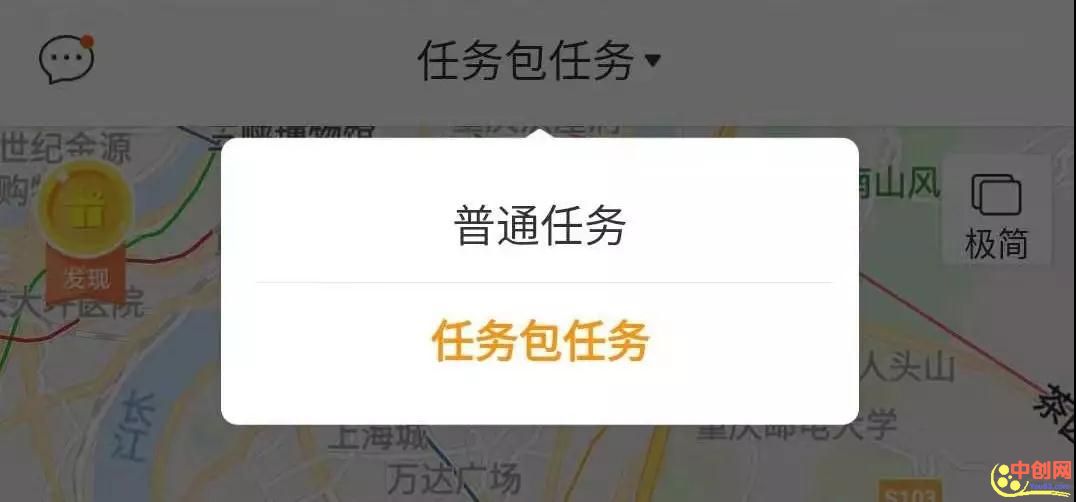 任务包任务
世纪金源
购物
南山风
极简
普通任务
发现
大坪医院
任务包任务
人头山
长江
茶园
上海城
重庆邮电大学
万达广场
S103
中创网